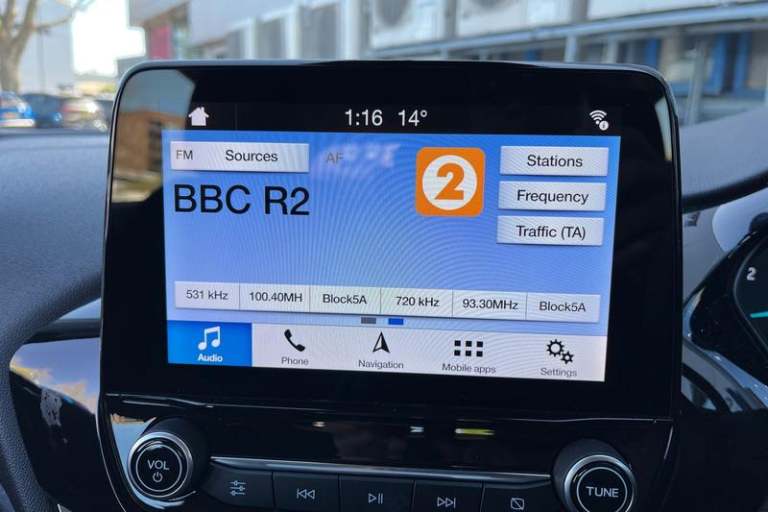 1:16 14°
FM Sources AF
Stations
2
BBC R2
Frequency
Traffic (TA)
531 kHz 100.40MH Block5A 720 kHz 93.30MHz Block5A
Audio Phone Navigation Mobile apps Settings
VOL
TUNE
2